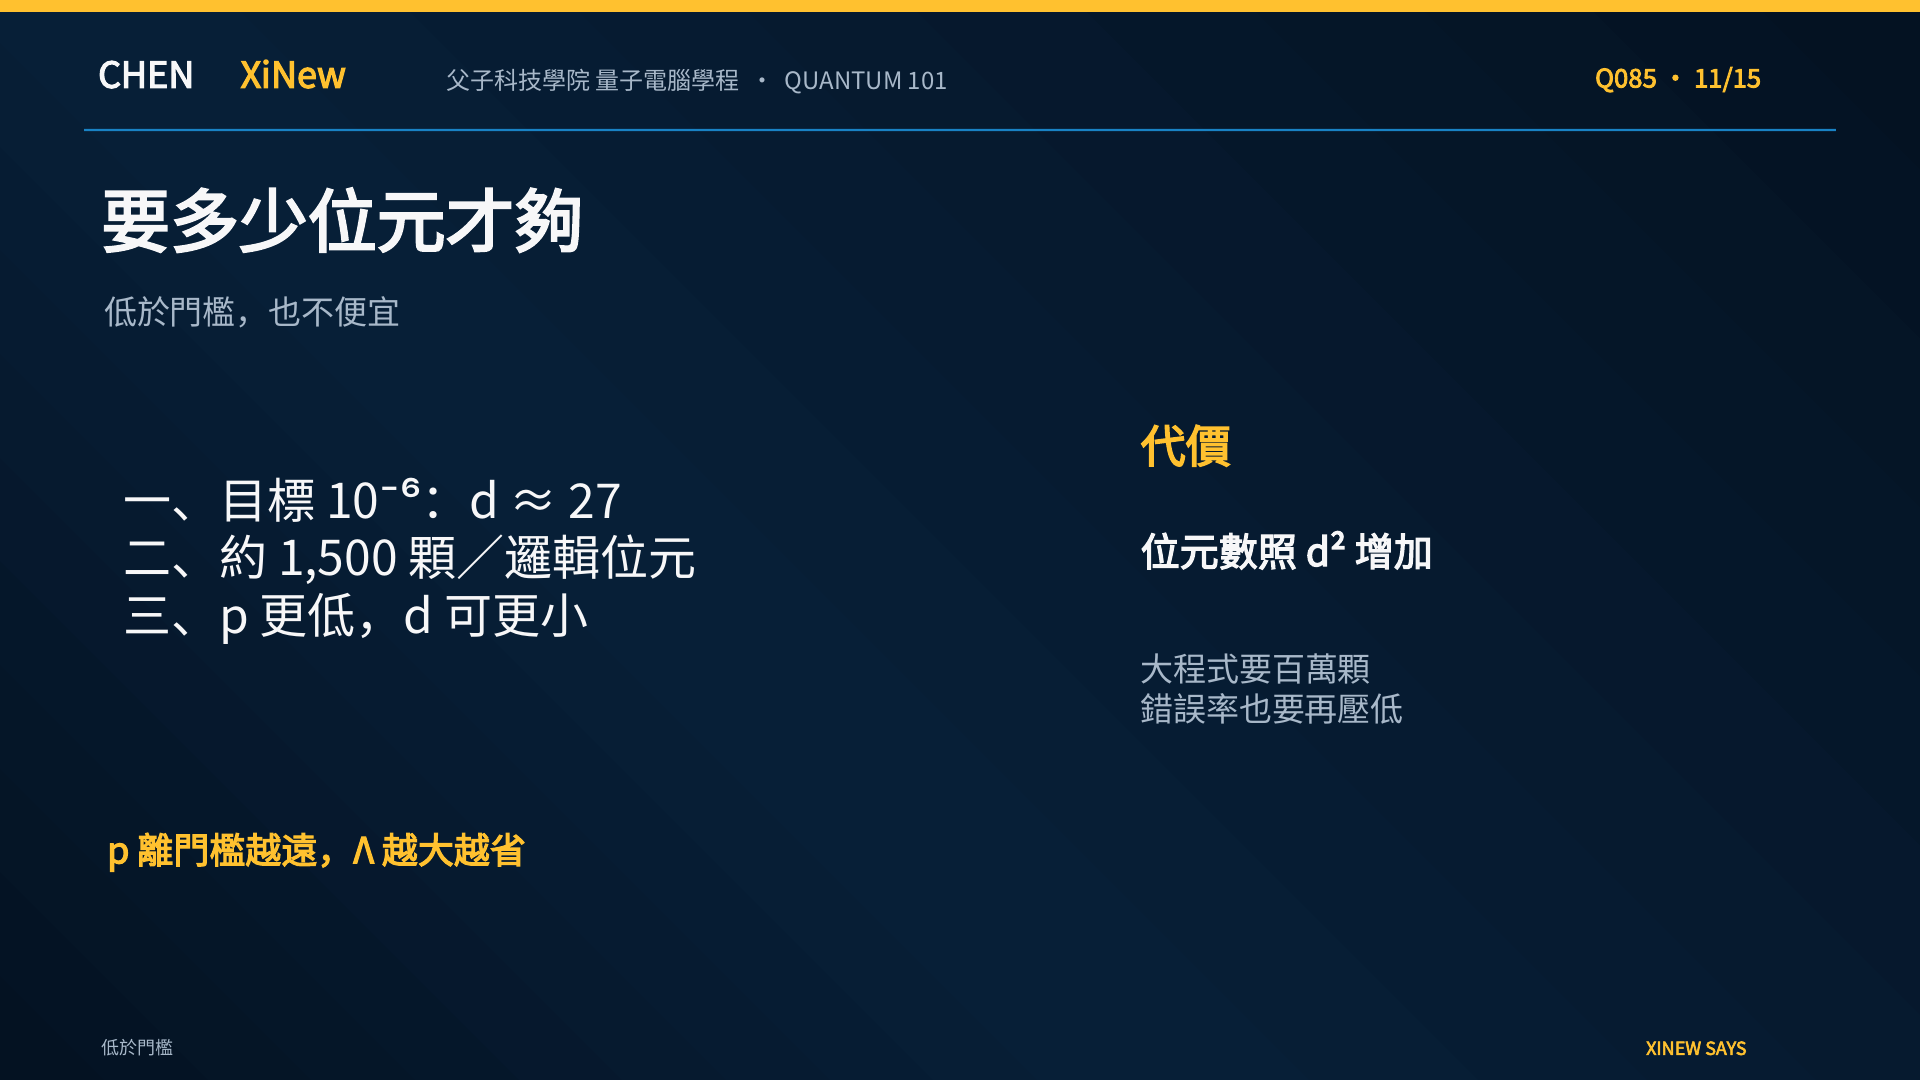 CHEN XiNew 父子科技學院 量子電腦學程 · QUANTUM 101 Q085 · 11/15
要多少位元才夠
低於門檻，也不便宜
一、目標 10⁻⁶：d ≈ 27
二、約 1,500 顆／邏輯位元
三、p 更低，d 可更小
代價
位元數照 d² 增加
大程式要百萬顆
錯誤率也要再壓低
p 離門檻越遠，Λ 越大越省
低於門檻
XINEW SAYS